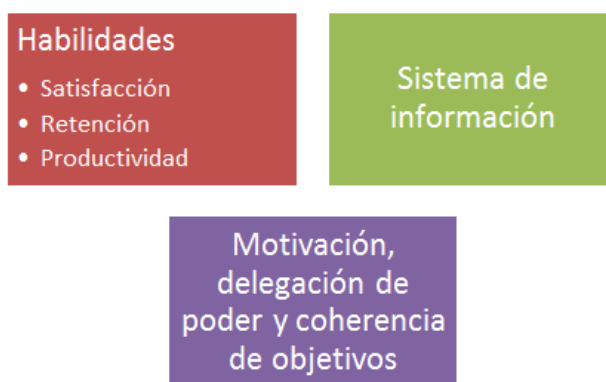 Habilidades
• Satisfacción
• Retención
• Productividad
Sistema de
información
Motivación,
delegación de
poder y coherencia
de objetivos